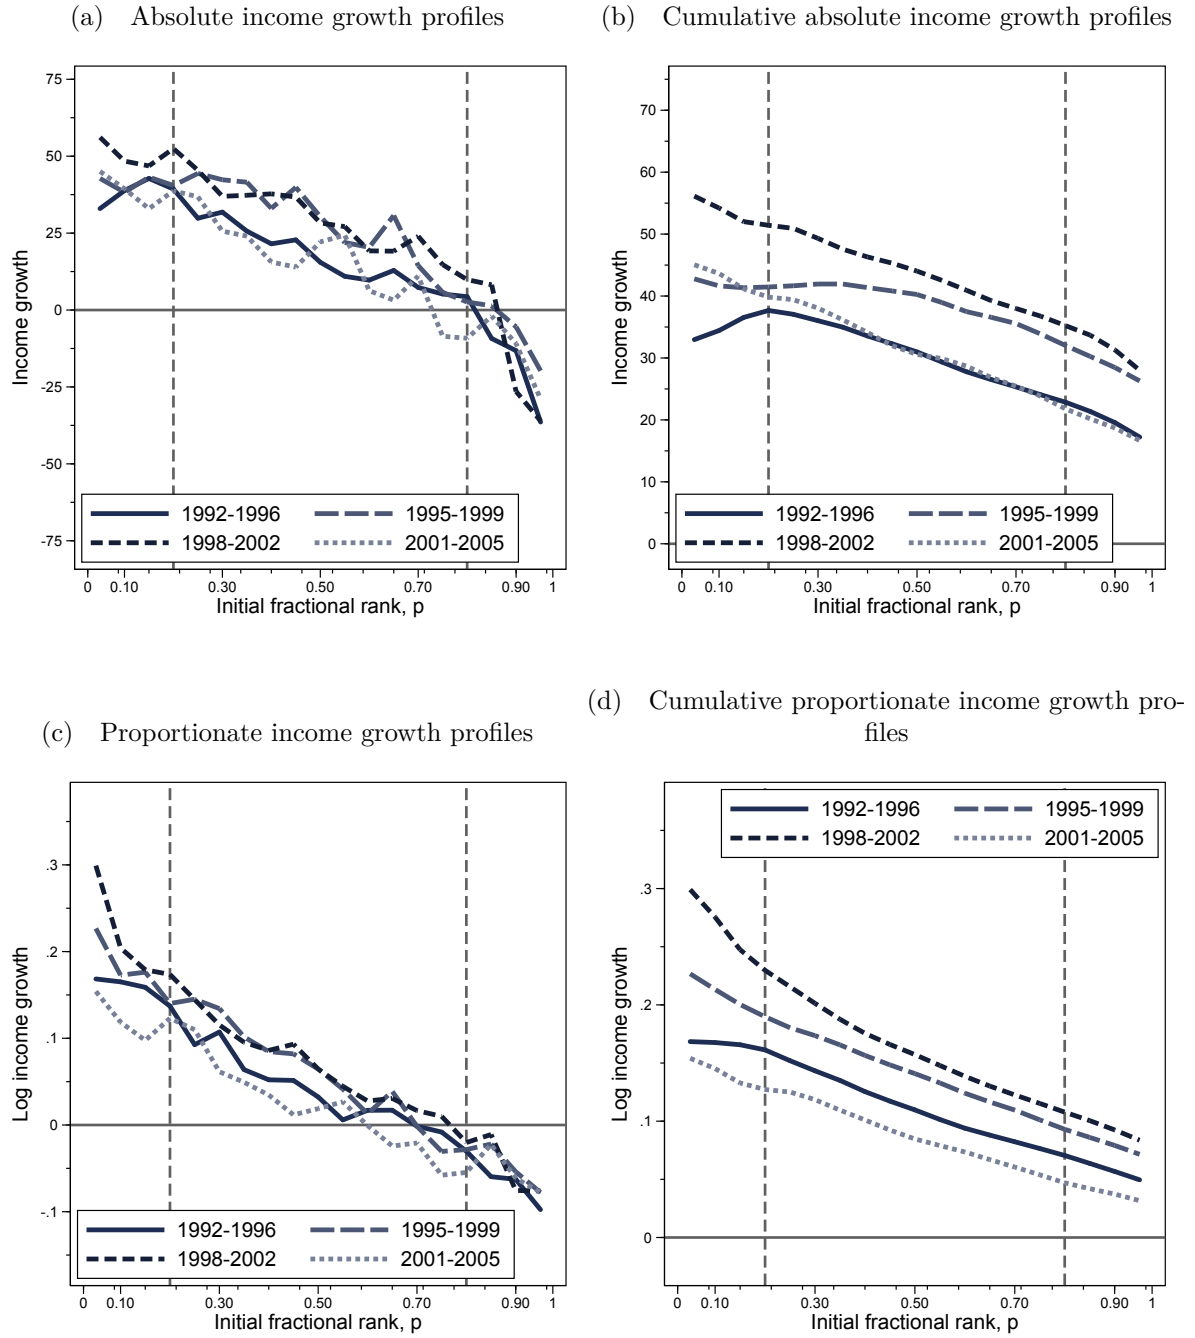 (a) Absolute income growth profiles
75
50
25
0
-25
-50
-75
Income growth
1992-1996 1995-1999
1998-2002 2001-2005
0 0.10 0.30 0.50 0.70 0.90 1
Initial fractional rank, p
(b) Cumulative absolute income growth profiles
70
60
50
40
30
20
10
0
Income growth
1992-1996 1995-1999
1998-2002 2001-2005
0 0.10 0.30 0.50 0.70 0.90 1
Initial fractional rank, p
(c) Proportionate income growth profiles
.3
.2
.1
0
-.1
Log income growth
1992-1996 1995-1999
1998-2002 2001-2005
0 0.10 0.30 0.50 0.70 0.90 1
Initial fractional rank, p
(d) Cumulative proportionate income growth pro-
files
1992-1996 1995-1999
1998-2002 2001-2005
.3
.2
.1
0
Log income growth
0 0.10 0.30 0.50 0.70 0.90 1
Initial fractional rank, p